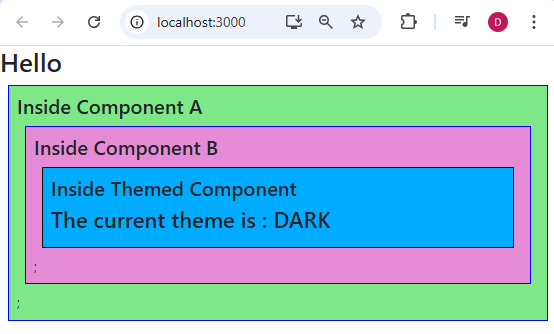 localhost:3000
D
Hello
Inside Component A
Inside Component B
Inside Themed Component
The current theme is : DARK
;
;